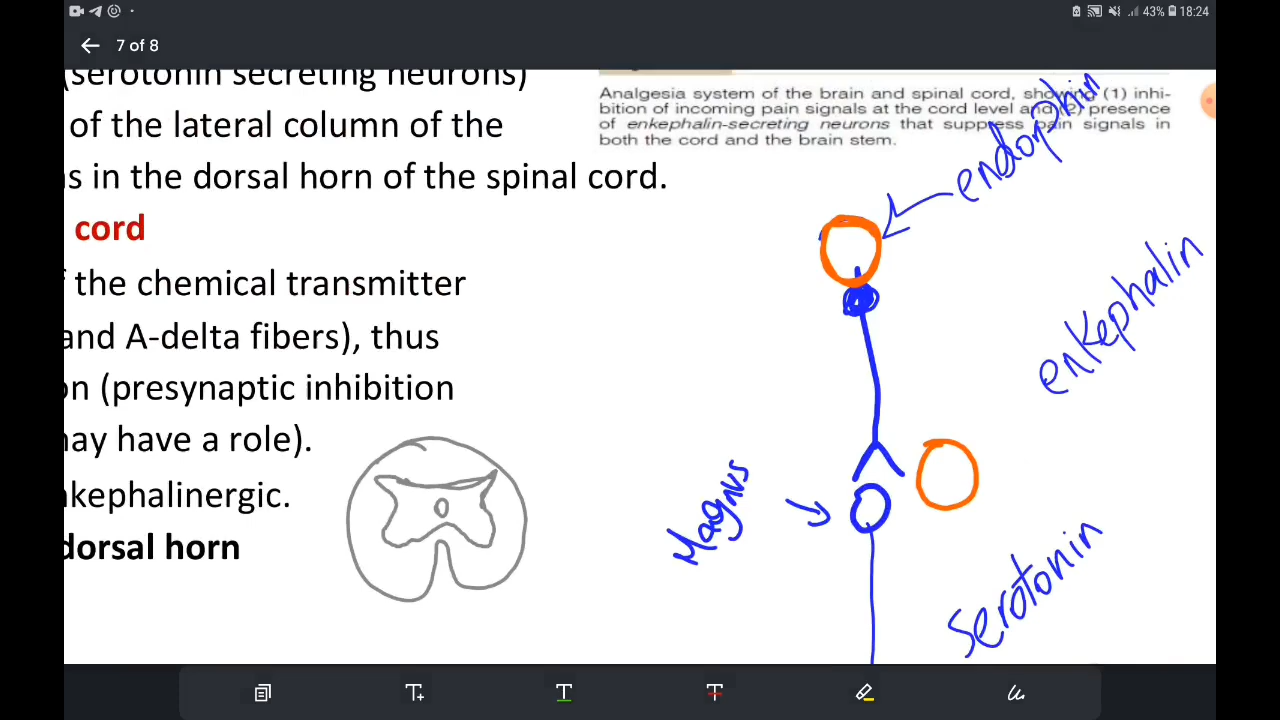 43% 18:24
7 of 8
(serotonin secreting neurons)
of the lateral column of the
s in the dorsal horn of the spinal cord.
cord
the chemical transmitter
and A-delta fibers), thus
on (presynaptic inhibition
may have a role).
nkephalinergic.
dorsal horn
Analgesia system of the brain and spinal cord, showing (1) inhi-
bition of incoming pain signals at the cord level and (2) presence
of enkephalin-secreting neurons that suppress pain signals in
both the cord and the brain stem.
endorphin
enkephalin
Magnus
serotonin